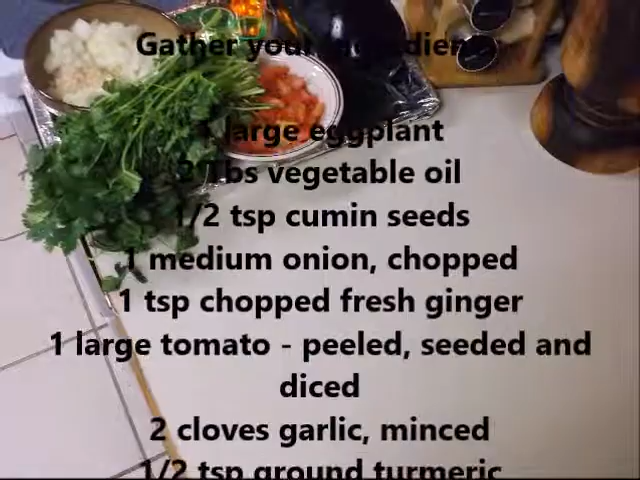 Gather your ingredients
1 large eggplant
2 Tbs vegetable oil
1/2 tsp cumin seeds
1 medium onion, chopped
1 tsp chopped fresh ginger
1 large tomato - peeled, seeded and
diced
2 cloves garlic, minced
1/2 tsp ground turmeric